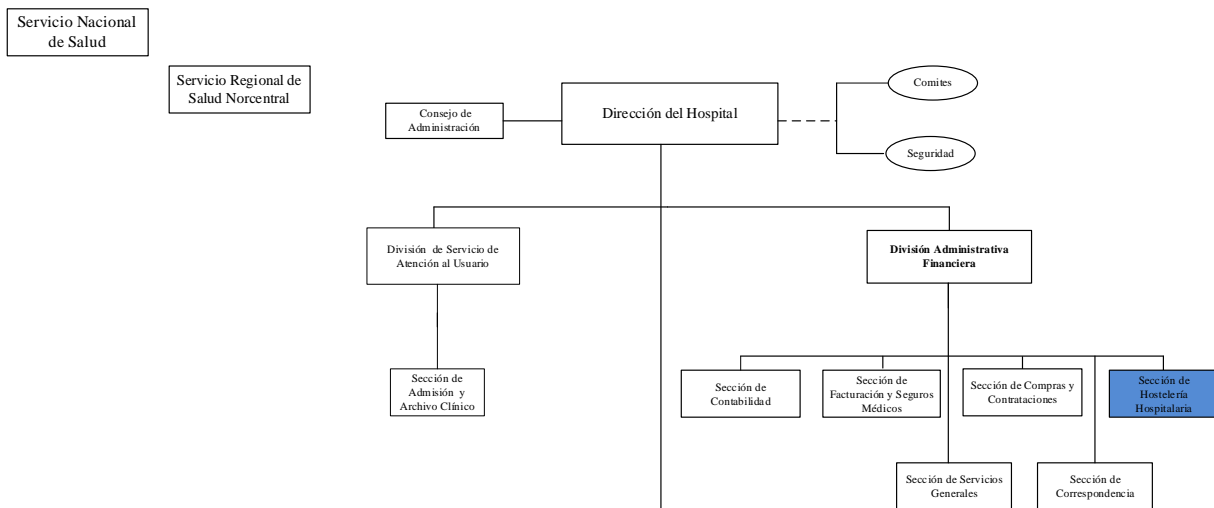 Servicio Nacional
de Salud
Servicio Regional de
Salud Norcentral
Consejo de
Administración
Dirección del Hospital
Comites
Seguridad
División de Servicio de
Atención al Usuario
División Administrativa
Financiera
Sección de
Admisión y
Archivo Clínico
Sección de
Contabilidad
Sección de
Facturación y Seguros
Médicos
Sección de Compras y
Contrataciones
Sección de
Hostelería
Hospitalaria
Sección de Servicios
Generales
Sección de
Correspondencia